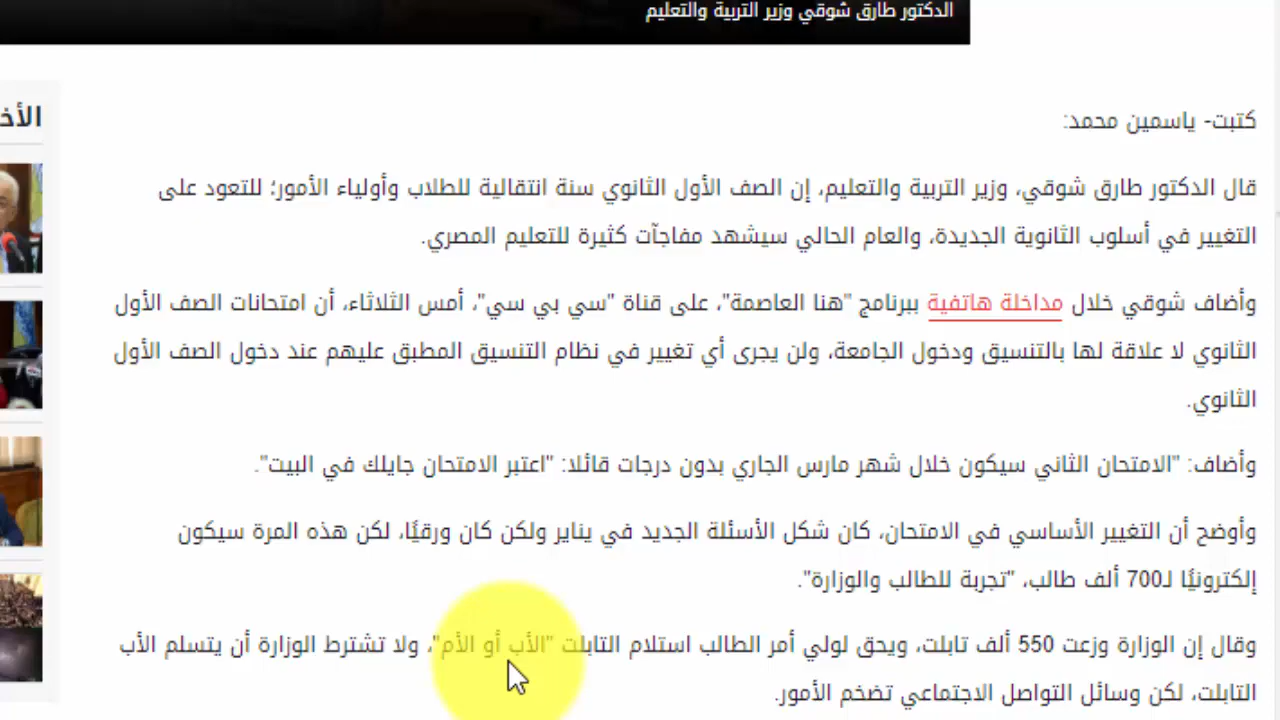 الدكتور طارق شوقي وزير التربية والتعليم
الأخ
كتبت- ياسمين محمد:
قال الدكتور طارق شوقي، وزير التربية والتعليم، إن الصف الأول الثانوي سنة انتقالية للطلاب وأولياء الأمور؛ للتعود على
التغيير في أسلوب الثانوية الجديدة، والعام الحالي سيشهد مفاجآت كثيرة للتعليم المصري.
وأضاف شوقي خلال مداخلة هاتفية ببرنامج "هنا العاصمة"، على قناة "سي بي سي"، أمس الثلاثاء، أن امتحانات الصف الأول
الثانوي لا علاقة لها بالتنسيق ودخول الجامعة، ولن يجرى أي تغيير في نظام التنسيق المطبق عليهم عند دخول الصف الأول
الثانوي.
وأضاف: "الامتحان الثاني سيكون خلال شهر مارس الجاري بدون درجات قائلا: "اعتبر الامتحان جايلك في البيت".
وأوضح أن التغيير الأساسي في الامتحان، كان شكل الأسئلة الجديد في يناير ولكن كان ورقيًا، لكن هذه المرة سيكون
إلكترونيًا لـ700 ألف طالب، "تجربة للطالب والوزارة".
وقال إن الوزارة وزعت 550 ألف تابلت، ويحق لولي أمر الطالب استلام التابلت "الأب أو الأم"، ولا تشترط الوزارة أن يتسلم الأب
التابلت، لكن وسائل التواصل الاجتماعي تضخم الأمور.